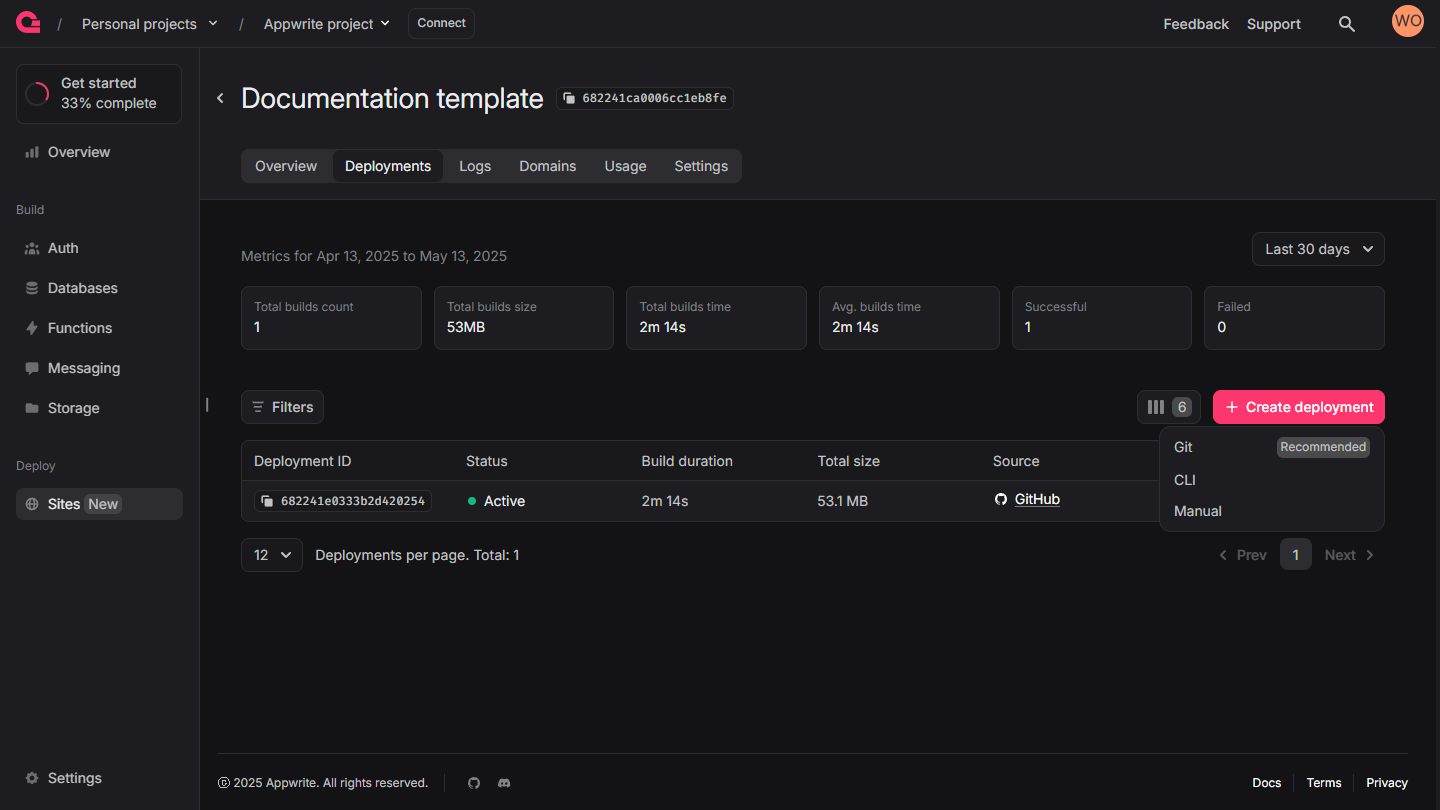 / Personal projects / Appwrite project Connect Feedback Support WO
Get started
33% complete
Overview
Build
Auth
Databases
Functions
Messaging
Storage
Deploy
Sites New
Settings
Documentation template 682241ca0006cc1eb8fe
Overview Deployments Logs Domains Usage Settings
Metrics for Apr 13, 2025 to May 13, 2025 Last 30 days
Total builds count Total builds size Total builds time Avg. builds time Successful Failed
1 53MB 2m 14s 2m 14s 1 0
Filters 6 + Create deployment
Git Recommended
CLI
Manual
Deployment ID Status Build duration Total size Source
682241e0333b2d420254 Active 2m 14s 53.1 MB GitHub
12 Deployments per page. Total: 1 Prev 1 Next
2025 Appwrite. All rights reserved. Docs Terms Privacy